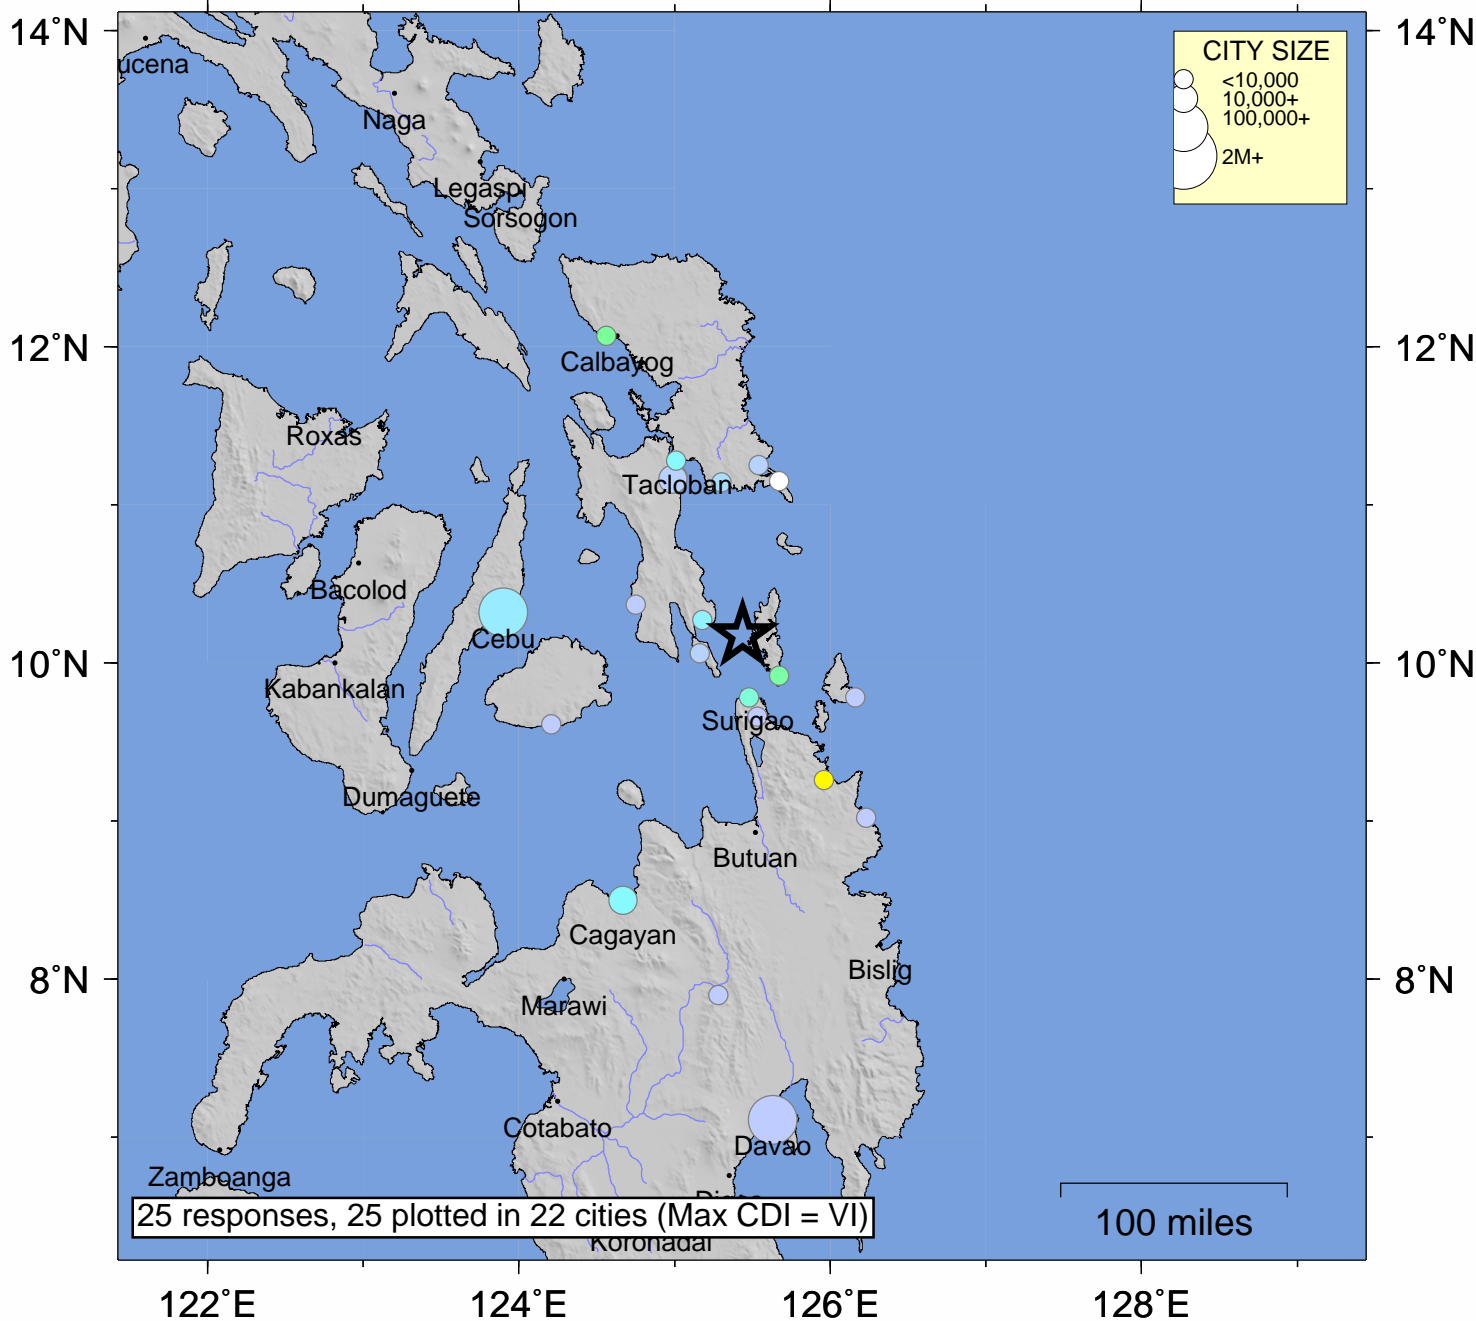 14°N
14°N
CITY SIZE
<10,000
10,000+
100,000+
2M+
ucena
Naga
Legaspi
Sorsogon
12°N
12°N
Calbayog
Roxas
Tacloban
Bacolod
Cebu
10°N
10°N
Kabankalan
Surigao
Dumaguete
Butuan
Cagayan
8°N
Bislig
8°N
Marawi
Cotabato
Davao
Zamboanga
25 responses, 25 plotted in 22 cities (Max CDI = VI)
100 miles
Koronadal
122°E
124°E
126°E
128°E